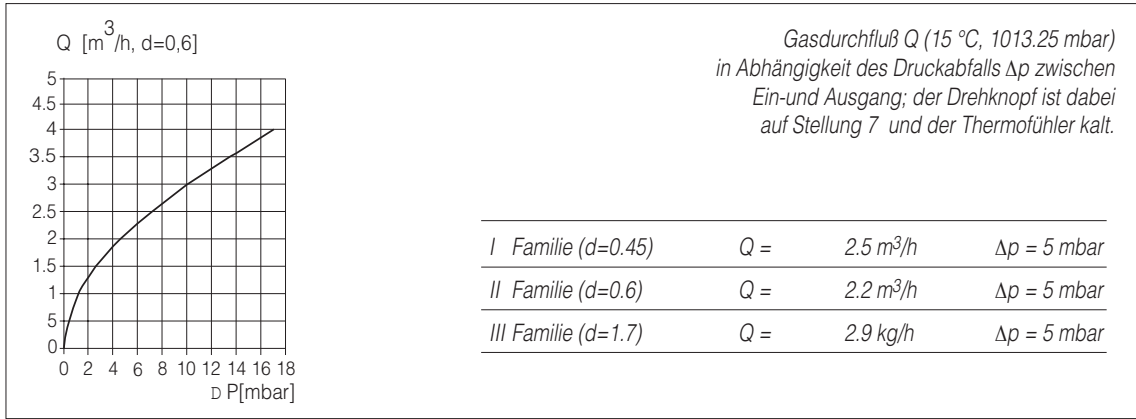 Q [m³/h, d=0,6]
5
4.5
4
3.5
3
2.5
2
1.5
1
5
0
0 2 4 6 8 10 12 14 16 18
D P[mbar]
Gasdurchfluß Q (15 °C, 1013.25 mbar)
in Abhängigkeit des Druckabfalls Δp zwischen
Ein-und Ausgang; der Drehknopf ist dabei
auf Stellung 7 und der Thermofühler kalt.
I Familie (d=0.45) Q = 2.5 m³/h Δp = 5 mbar
II Familie (d=0.6) Q = 2.2 m³/h Δp = 5 mbar
III Familie (d=1.7) Q = 2.9 kg/h Δp = 5 mbar